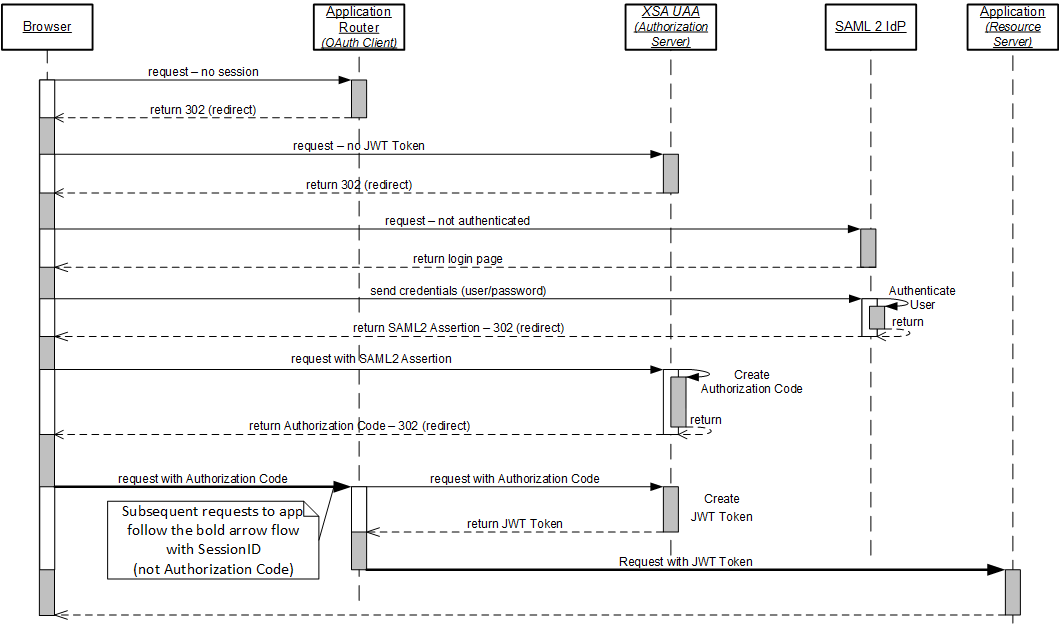 Browser
Application
Router
(OAuth Client)
XSA UAA
(Authorization
Server)
SAML 2 IdP
Application
(Resource
Server)
request – no session
return 302 (redirect)
request – no JWT Token
return 302 (redirect)
request – not authenticated
return login page
send credentials (user/password)
Authenticate
User
return
return SAML2 Assertion – 302 (redirect)
request with SAML2 Assertion
Create
Authorization Code
return
return Authorization Code – 302 (redirect)
request with Authorization Code
request with Authorization Code
Create
JWT Token
Subsequent requests to app
follow the bold arrow flow
with SessionID
(not Authorization Code)
return JWT Token
Request with JWT Token